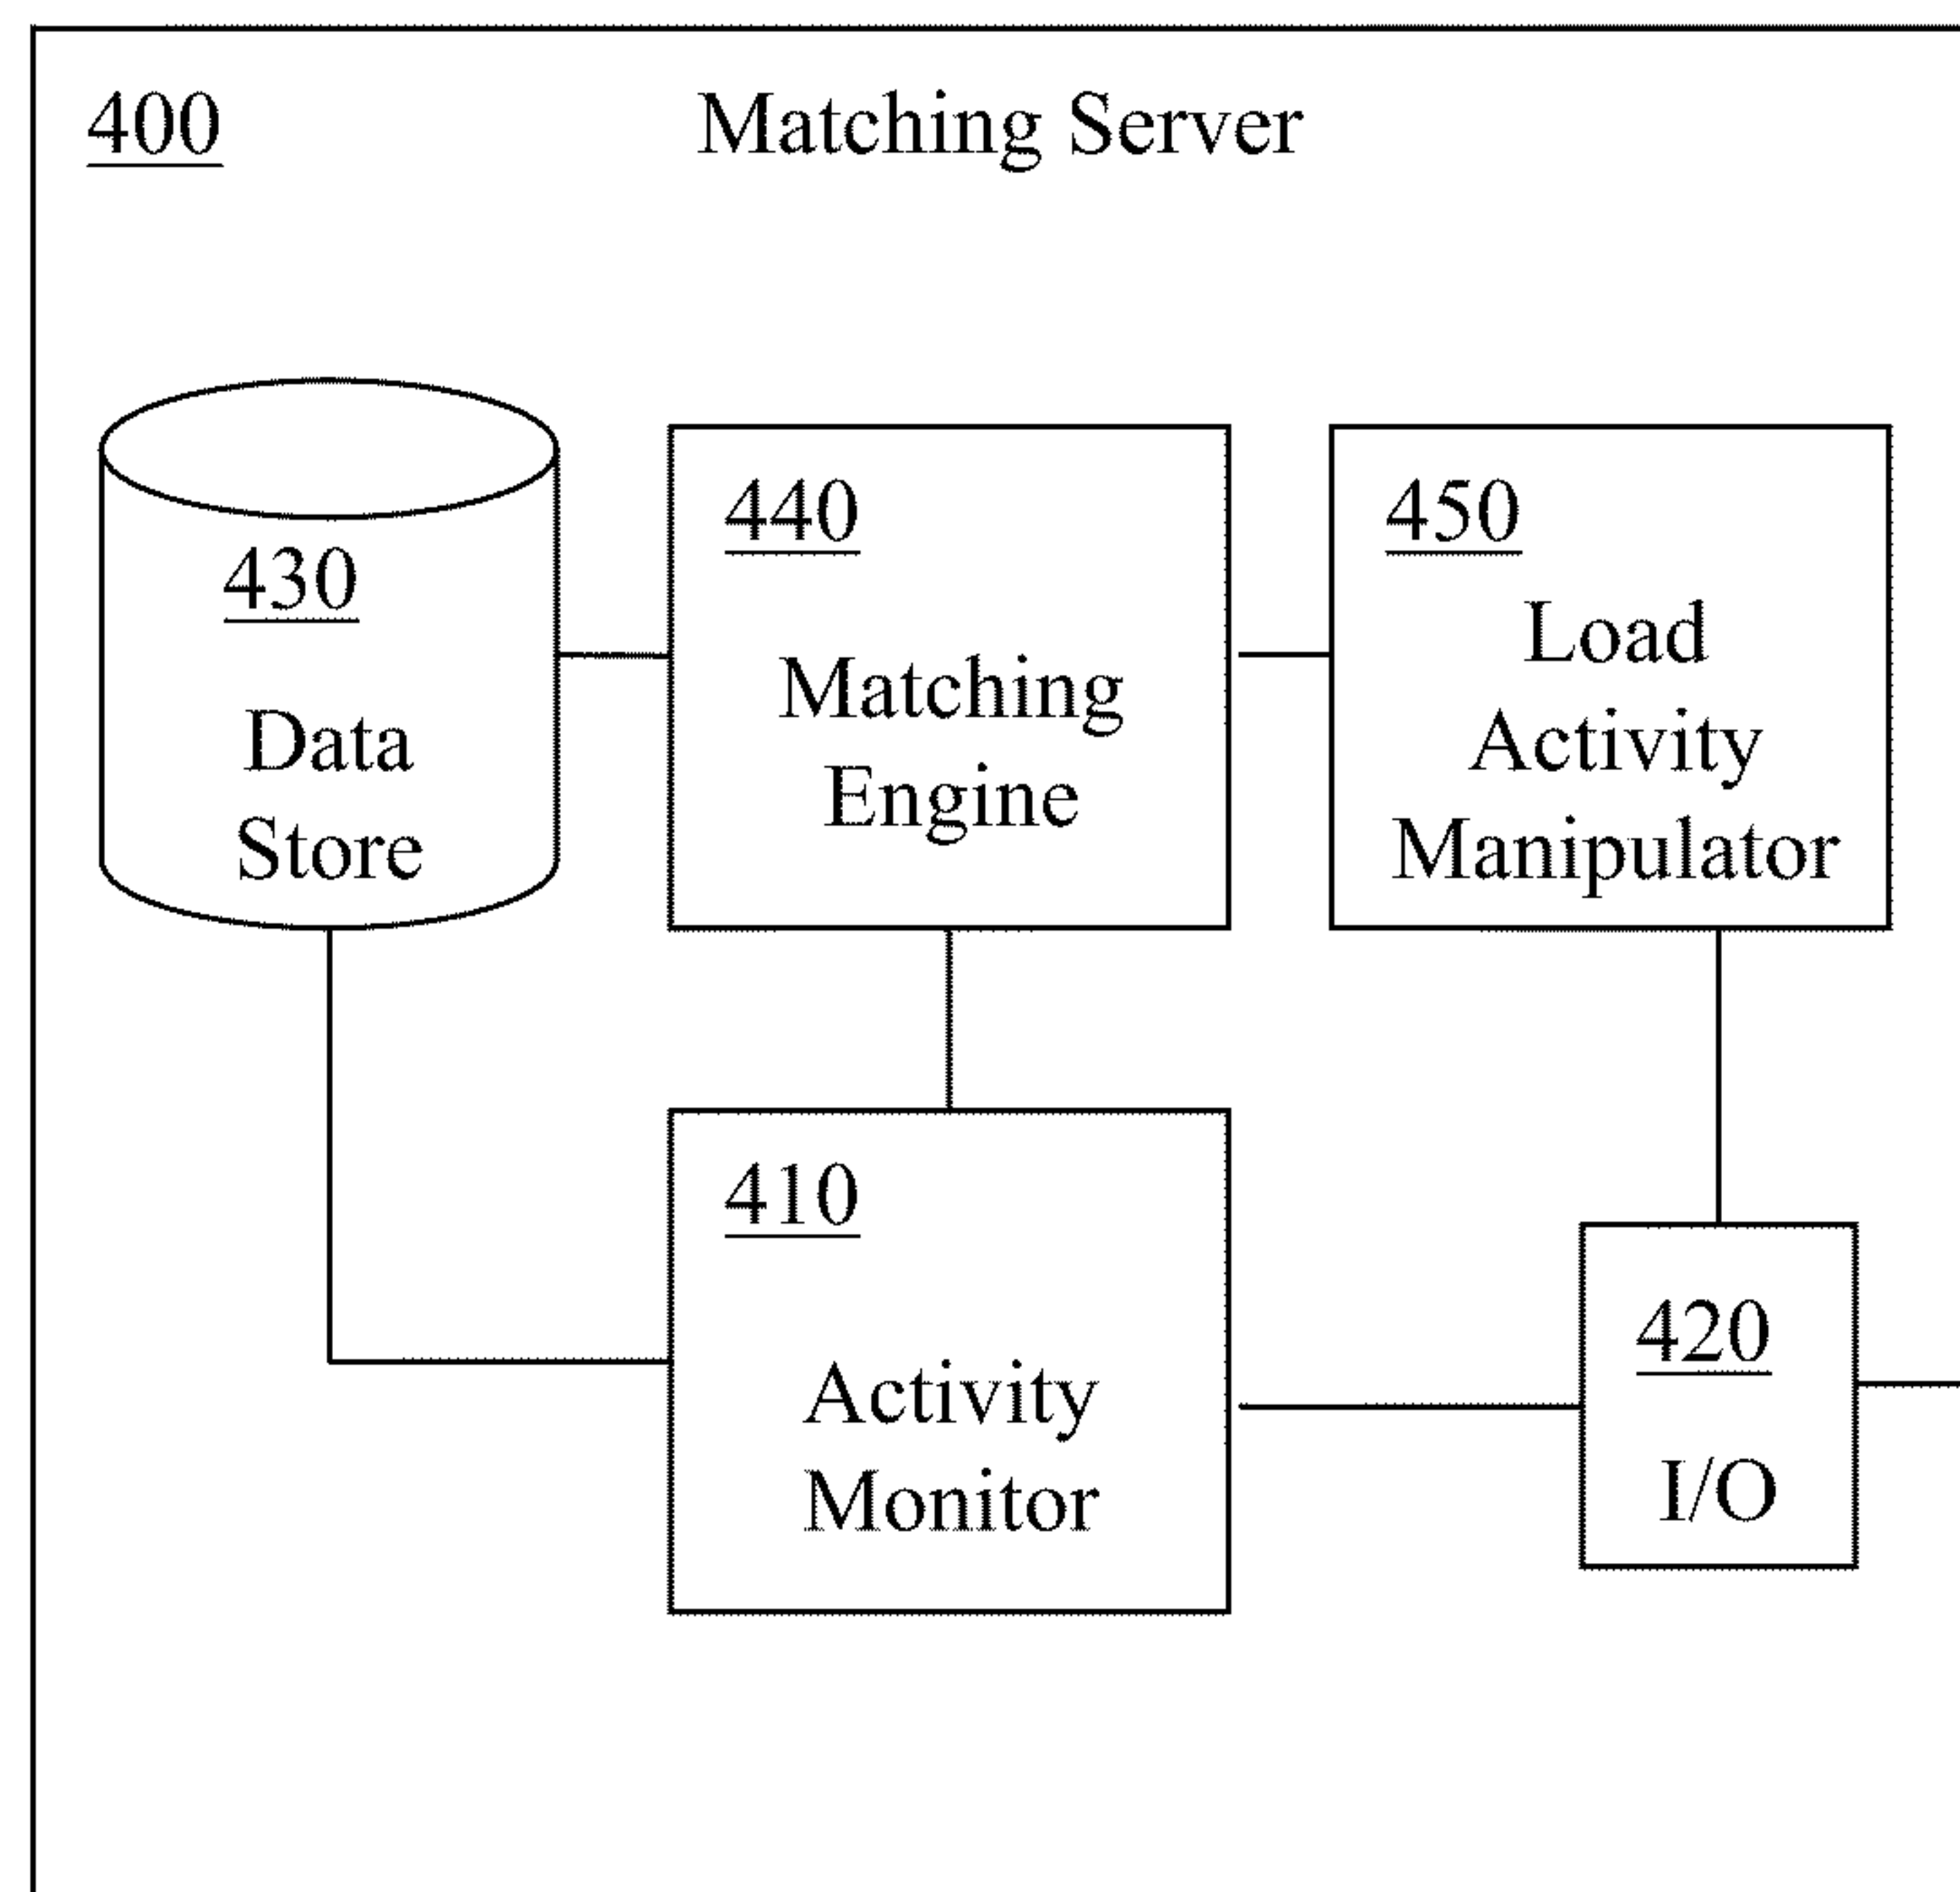 400
Matching Server
430
Data
Store
440
Matching
Engine
450
Load
Activity
Manipulator
410
Activity
Monitor
420
I/O